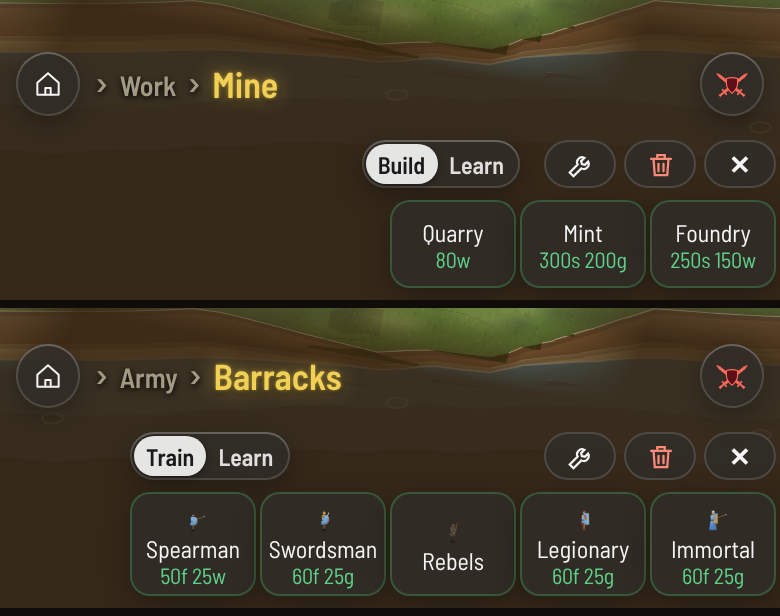 › Work › Mine
Build Learn
Quarry Mint Foundry
80w 300s 200g 250s 150w
› Army › Barracks
Train Learn
Spearman Swordsman Rebels Legionary Immortal
50f 25w 60f 25g 60f 25g 60f 25g